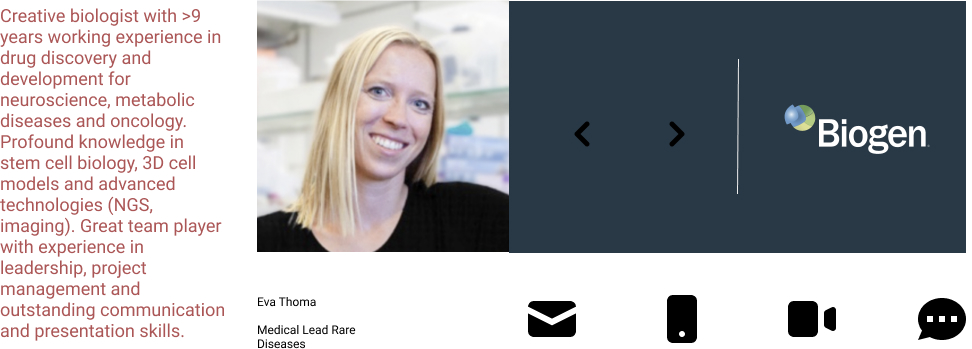 Creative biologist with >9
years working experience in
drug discovery and
development for
neuroscience, metabolic
diseases and oncology.
Profound knowledge in
stem cell biology, 3D cell
models and advanced
technologies (NGS,
imaging). Great team player
with experience in
leadership, project
management and
outstanding communication
and presentation skills.
Biogen
Eva Thoma
Medical Lead Rare
Diseases